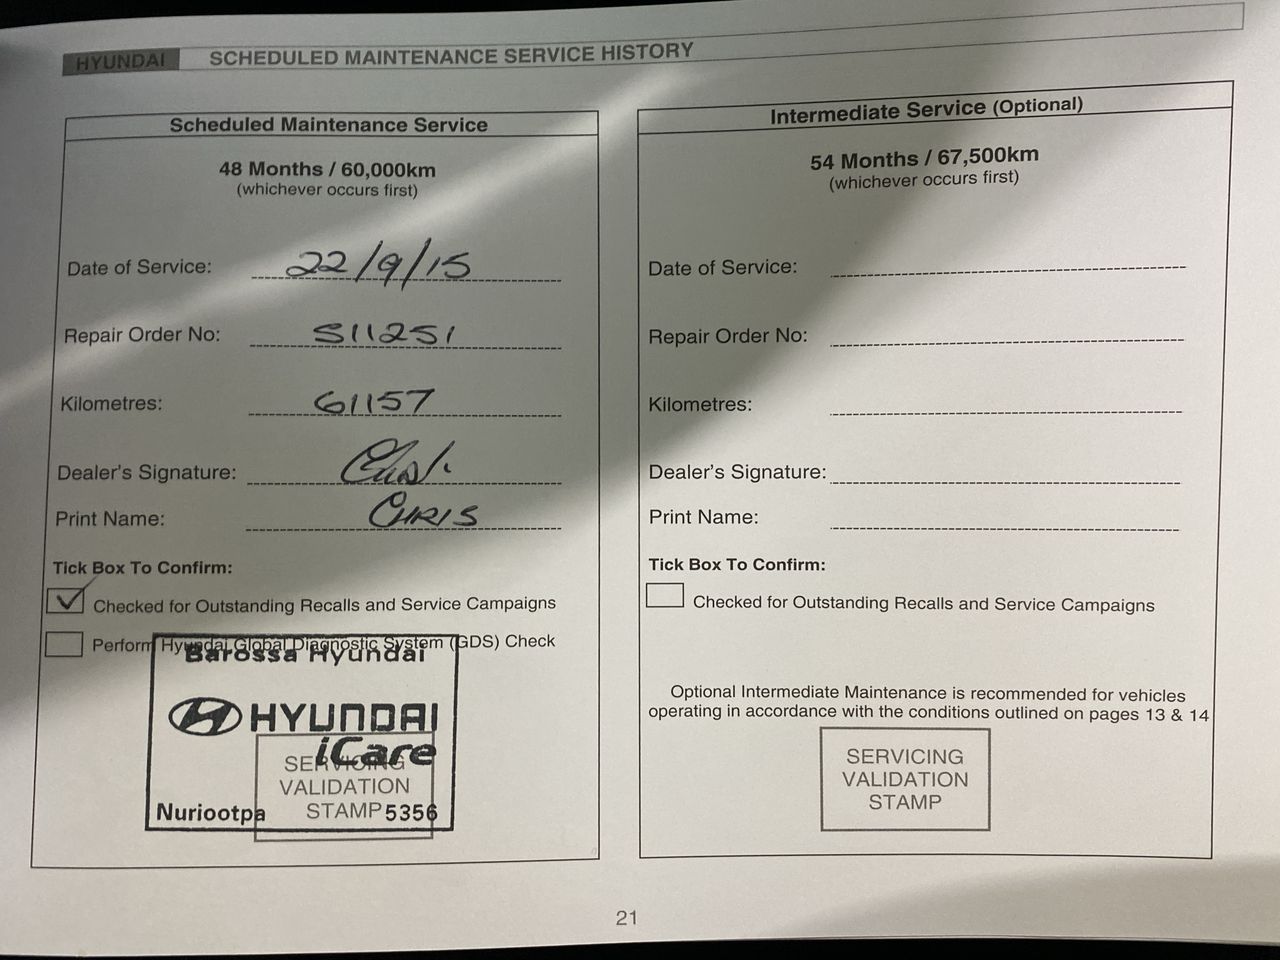 HYUNDAI SCHEDULED MAINTENANCE SERVICE HISTORY
Scheduled Maintenance Service
48 Months / 60,000km
(whichever occurs first)
Date of Service: 22/9/15
Repair Order No: S11251
Kilometres: 61157
Dealer's Signature:
Print Name: CHRIS
Tick Box To Confirm:
Checked for Outstanding Recalls and Service Campaigns
Perform Hyundai Global Diagnostic System (GDS) Check
Barossa Hyundai
HYUNDAI
iCare
SERVICING
VALIDATION
STAMP
Nuriootpa 5356
Intermediate Service (Optional)
54 Months / 67,500km
(whichever occurs first)
Date of Service:
Repair Order No:
Kilometres:
Dealer's Signature:
Print Name:
Tick Box To Confirm:
Checked for Outstanding Recalls and Service Campaigns
Optional Intermediate Maintenance is recommended for vehicles
operating in accordance with the conditions outlined on pages 13 & 14
SERVICING
VALIDATION
STAMP
21